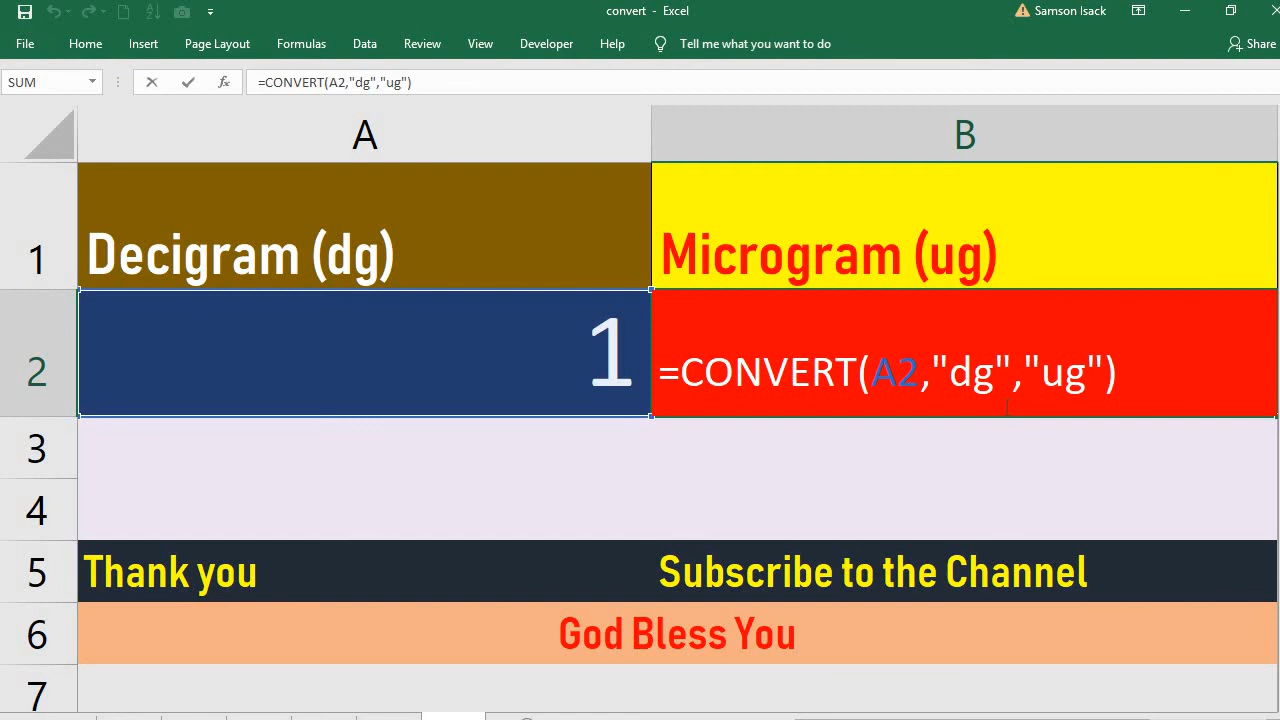 convert - Excel
Samson Isack
File Home Insert Page Layout Formulas Data Review View Developer Help Tell me what you want to do Share
SUM fx =CONVERT(A2,"dg","ug")
A B
1 Decigram (dg) Microgram (ug)
2 1 =CONVERT(A2,"dg","ug")
3
4
5 Thank you Subscribe to the Channel
6 God Bless You
7